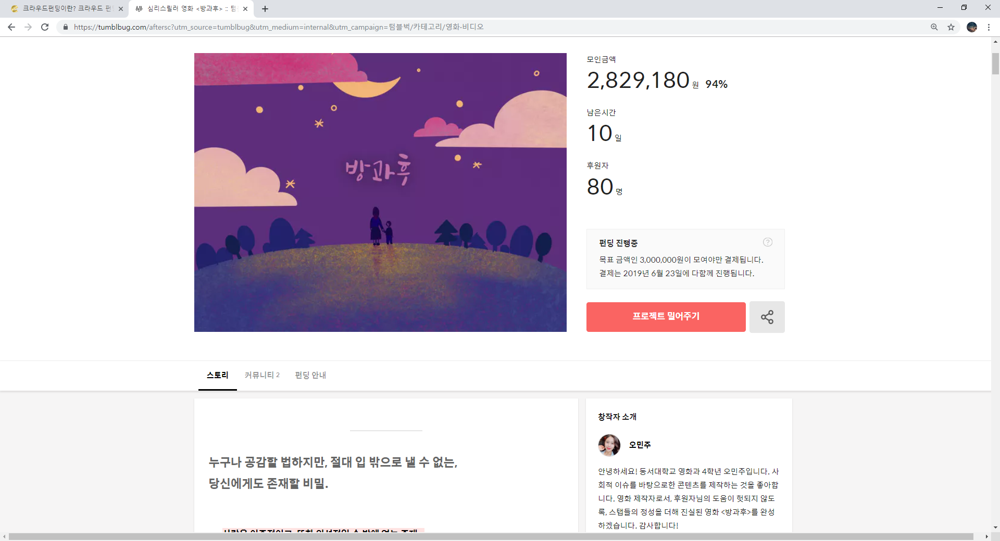 크라우드펀딩이란? 크라우드 펀
심리스릴러 영화 <방과후> :: 텀
https://tumblbug.com/aftersc?utm_source=tumblbug&utm_medium=internal&utm_campaign=텀블벅/카테고리/영화·비디오
방과후
모인금액
2,829,180 원 94%
남은시간
10 일
후원자
80 명
펀딩 진행중
목표 금액인 3,000,000원이 모여야만 결제됩니다.
결제는 2019년 6월 23일에 다함께 진행됩니다.
프로젝트 밀어주기
스토리 커뮤니티 2 펀딩 안내
누구나 공감할 법하지만, 절대 입 밖으로 낼 수 없는,
당신에게도 존재할 비밀.
창작자 소개
오민주
안녕하세요! 동서대학교 영화과 4학년 오민주입니다. 사
회적 이슈를 바탕으로한 콘텐츠를 제작하는 것을 좋아합
니다. 영화 제작자로서, 후원자님의 도움이 헛되지 않도
록, 스탭들의 정성을 더해 진실된 영화 <방과후>를 완성
하겠습니다. 감사합니다!